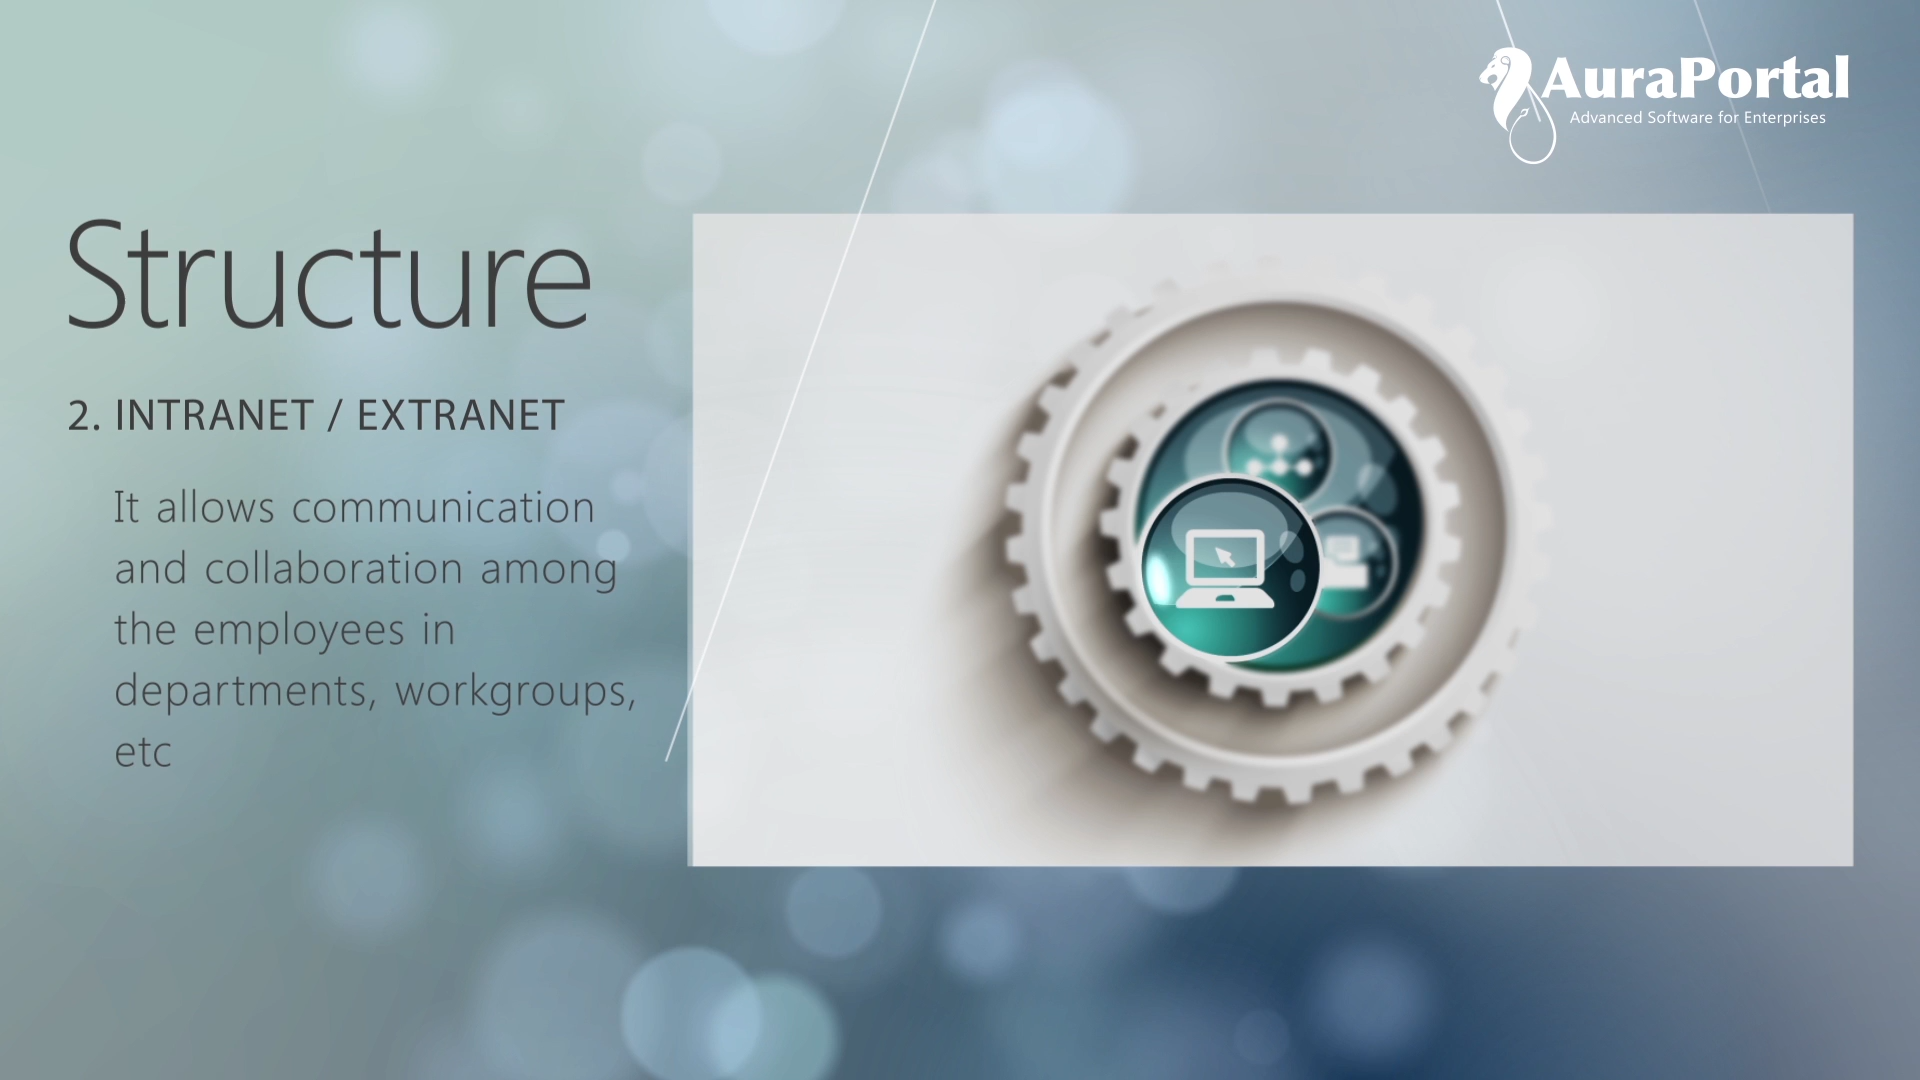 AuraPortal
Advanced Software for Enterprises
Structure
2. INTRANET / EXTRANET
It allows communication
and collaboration among
the employees in
departments, workgroups,
etc